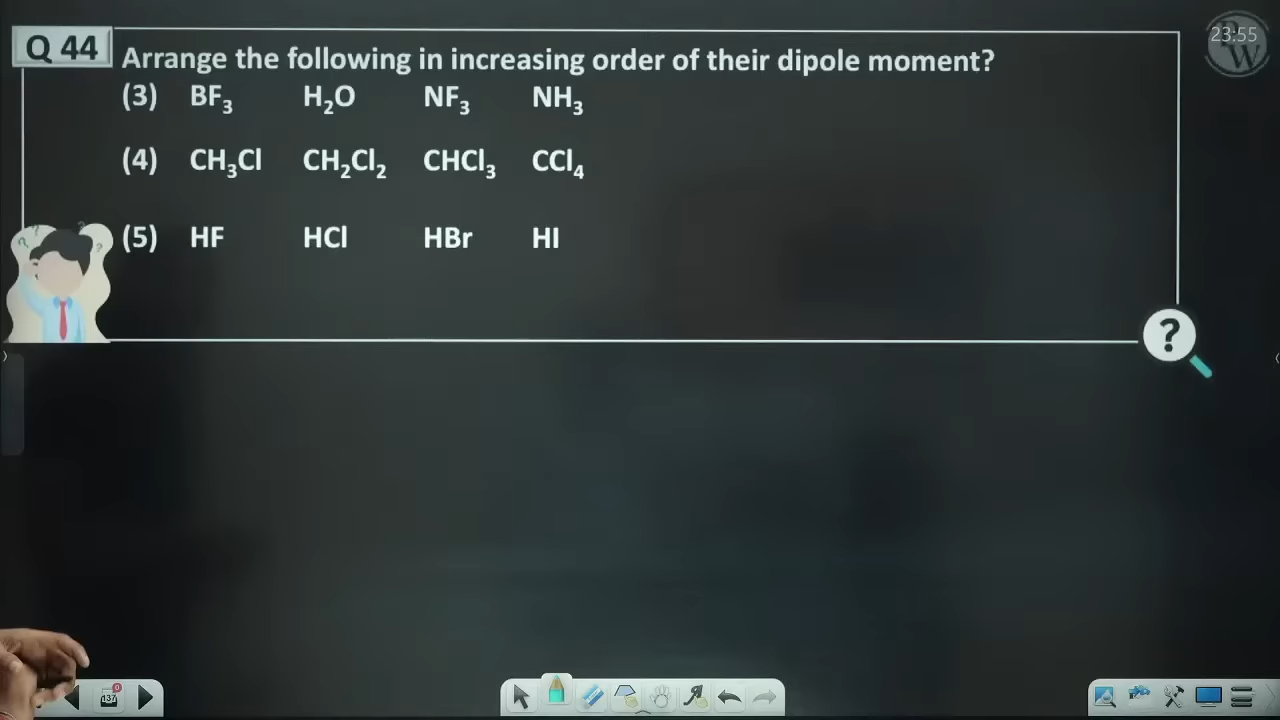 23:55
Q 44
Arrange the following in increasing order of their dipole moment?
(3) BF₃ H₂O NF₃ NH₃
(4) CH₃Cl CH₂Cl₂ CHCl₃ CCl₄
(5) HF HCl HBr HI
?
137